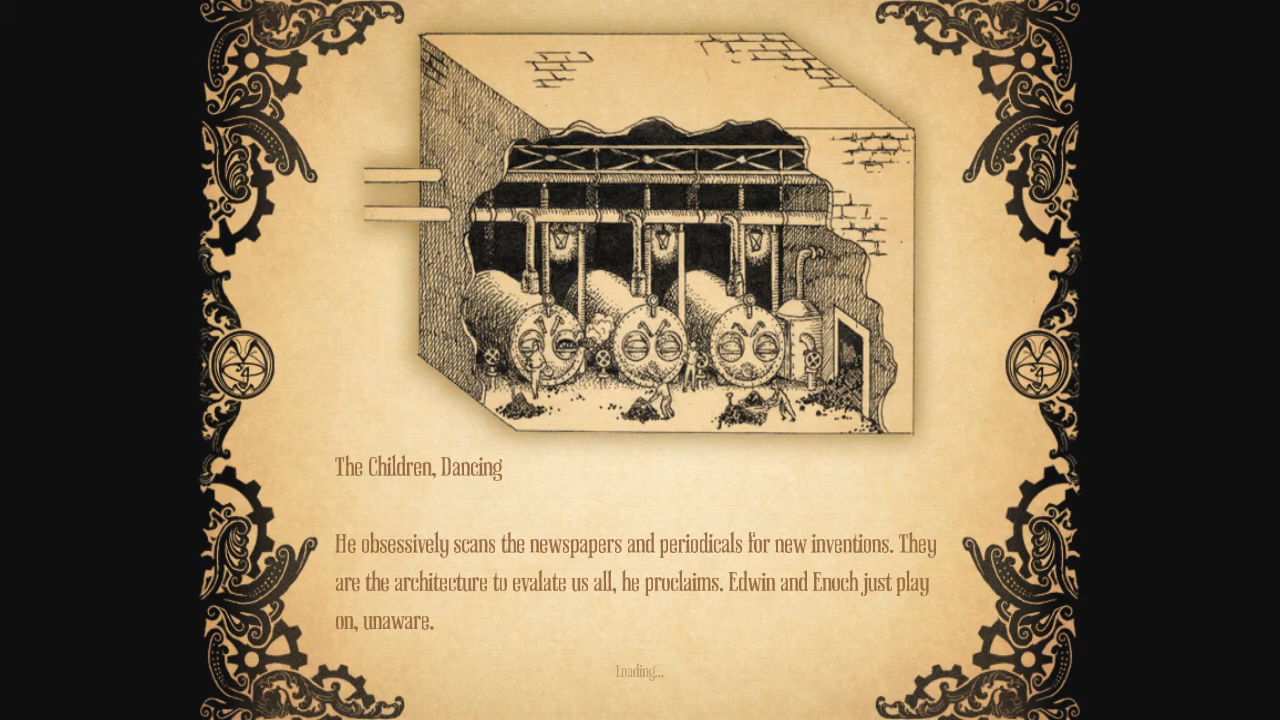 The Children, Dancing
He obsessively scans the newspapers and periodicals for new inventions. They
are the architecture to evalate us all, he proclaims. Edwin and Enoch just play
on, unaware.
Loading...